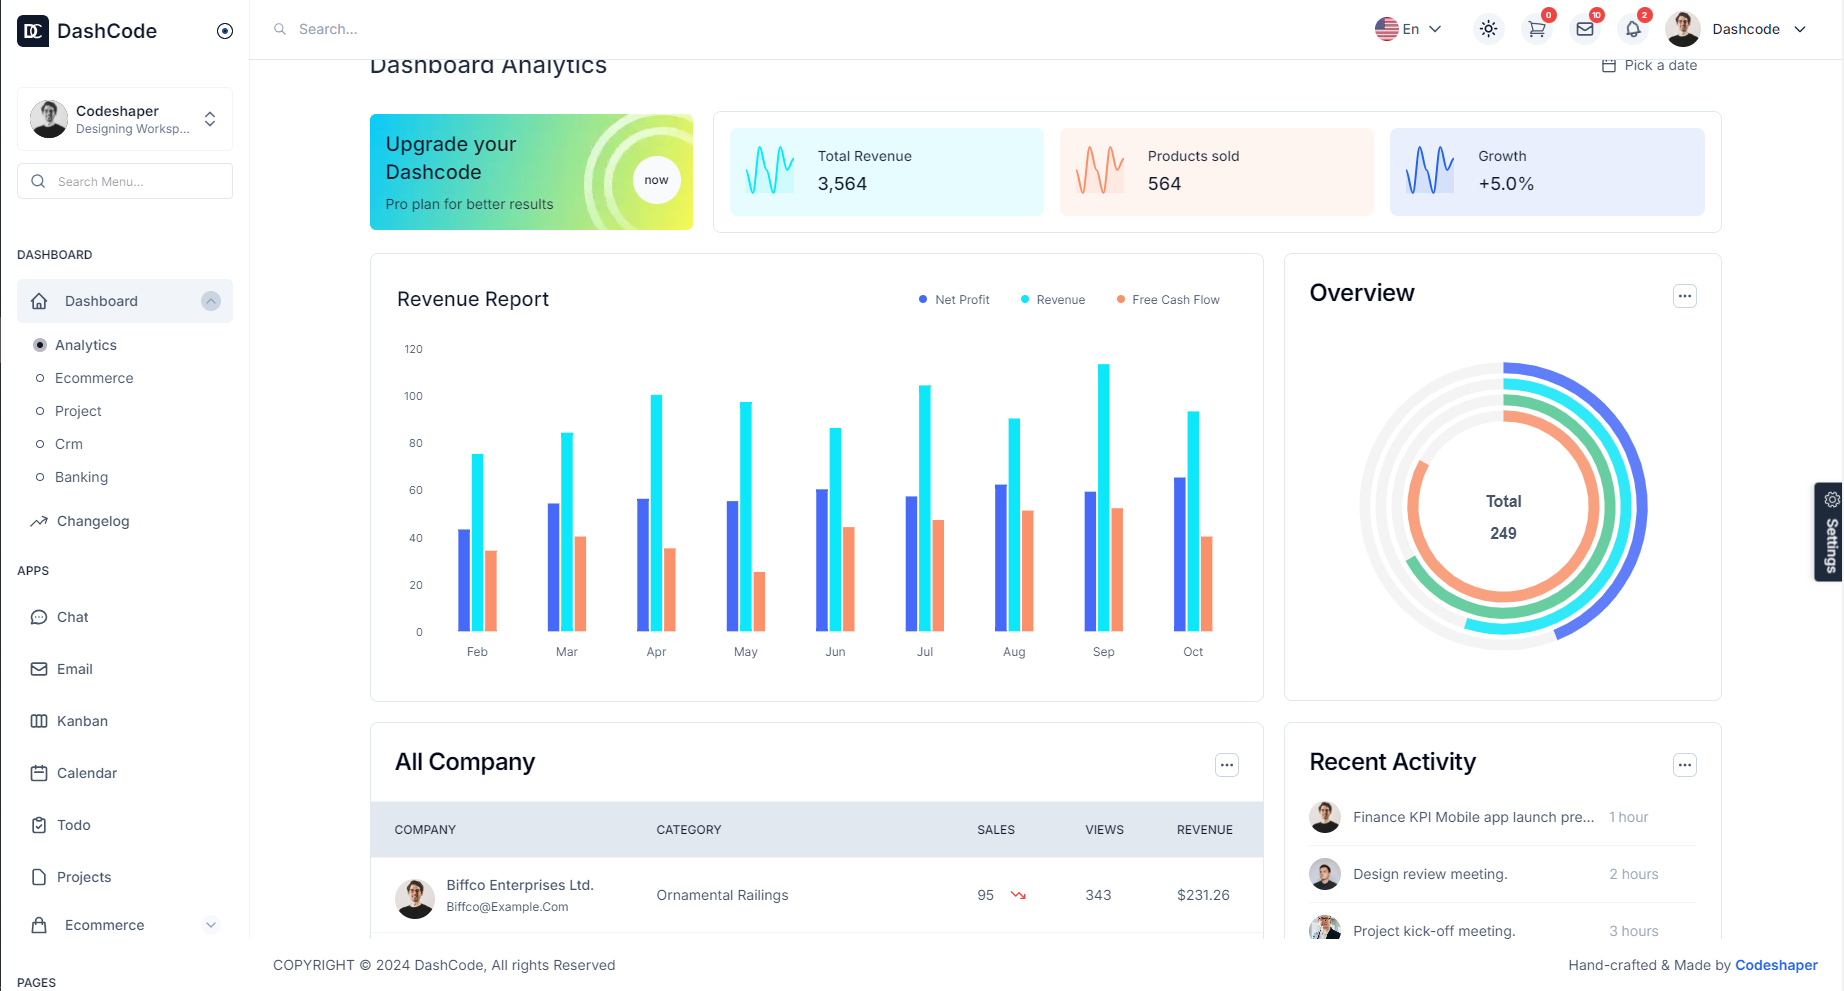 DC DashCode
Search...
En
0
10
2
Dashcode
Codeshaper
Designing Worksp...
Search Menu...
DASHBOARD
Dashboard
Analytics
Ecommerce
Project
Crm
Banking
Changelog
APPS
Chat
Email
Kanban
Calendar
Todo
Projects
Ecommerce
PAGES
Dashboard Analytics
Pick a date
Upgrade your
Dashcode
Pro plan for better results
now
Total Revenue
3,564
Products sold
564
Growth
+5.0%
Revenue Report
Net Profit Revenue Free Cash Flow
120
100
80
60
40
20
0
Feb Mar Apr May Jun Jul Aug Sep Oct
Overview
Total
249
Settings
All Company
COMPANY CATEGORY SALES VIEWS REVENUE
Biffco Enterprises Ltd.
Biffco@Example.Com
Ornamental Railings 95 343 $231.26
Recent Activity
Finance KPI Mobile app launch pre... 1 hour
Design review meeting. 2 hours
Project kick-off meeting. 3 hours
COPYRIGHT © 2024 DashCode, All rights Reserved
Hand-crafted & Made by Codeshaper